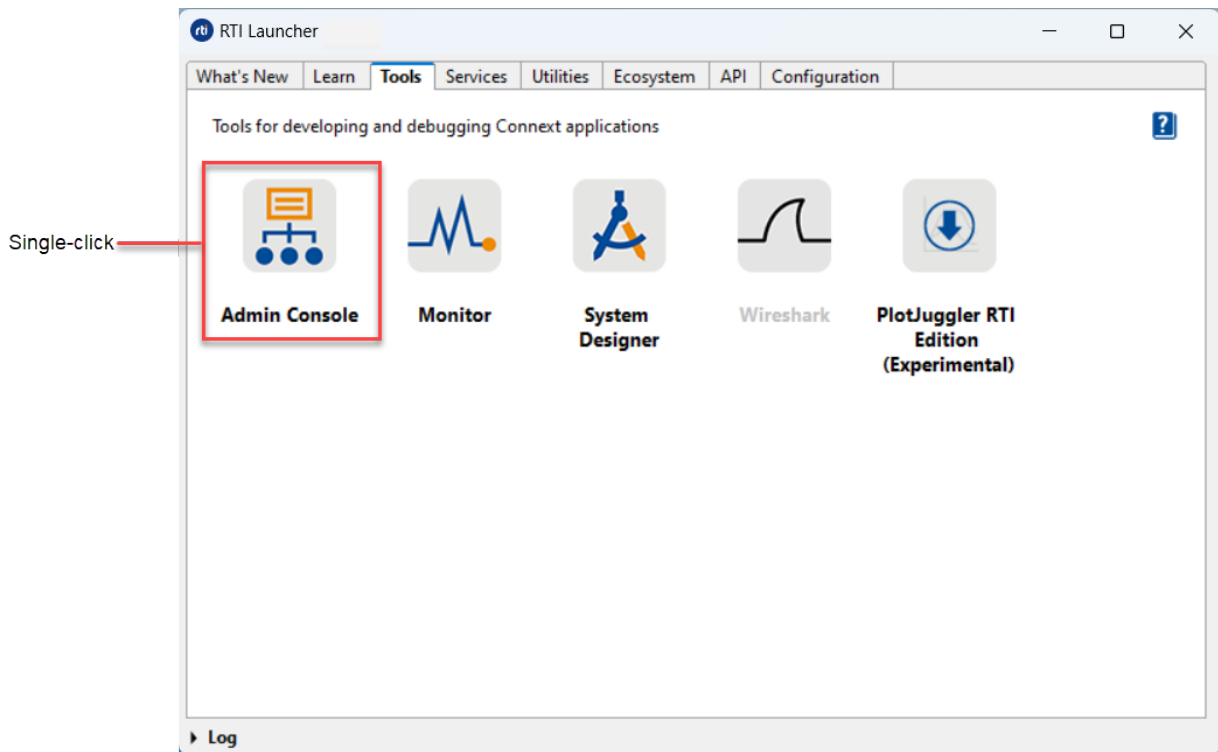 rti RTI Launcher
What's New Learn Tools Services Utilities Ecosystem API Configuration
Tools for developing and debugging Connext applications
?
Single-click
Admin Console Monitor System Wireshark PlotJuggler RTI
Designer Edition
(Experimental)
Log